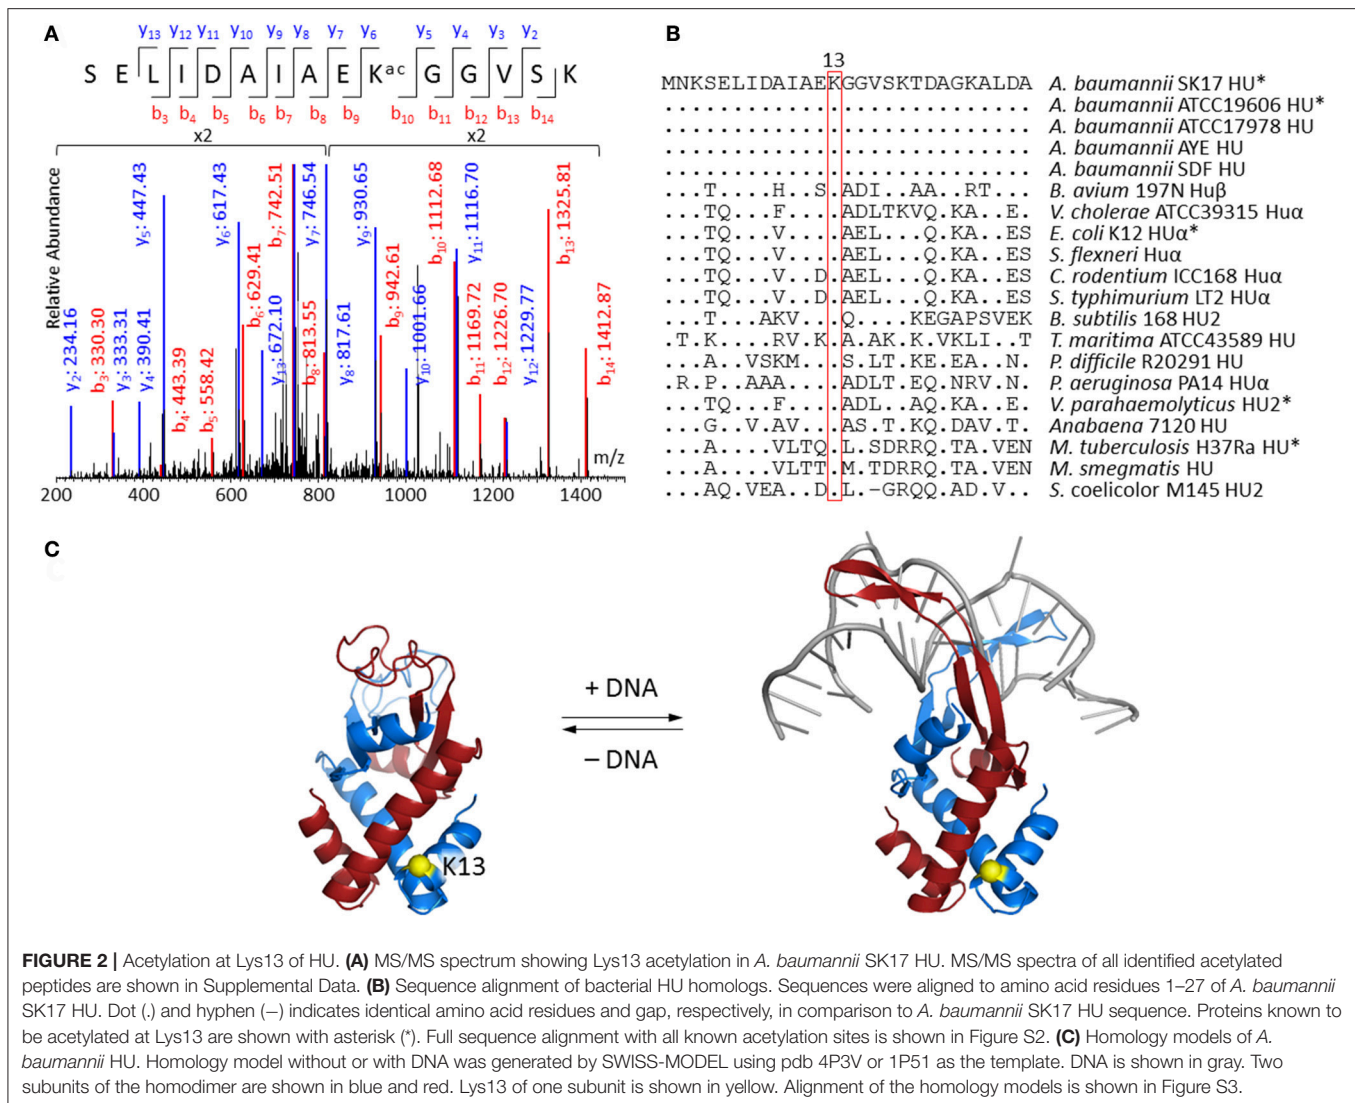 A
y13 y12 y11 y10 y9 y8 y7 y6 y5 y4 y3 y2
S E L I D A I A E K ac G G V S K
b3 b4 b5 b6 b7 b8 b9 b10 b11 b12 b13 b14
x2 x2
Relative Abundance
y2: 234.16
b3: 330.30
y3: 333.31
y4: 390.41
y5: 447.43
b4: 443.39
b5: 558.42
y6: 617.43
b6: 629.41
y13: 672.10
b7: 742.51
y7: 746.54
b8: 813.55
y8: 817.61
y9: 930.65
b9: 942.61
y10: 1001.66
b10: 1112.68
y11: 1116.70
b11: 1169.72
b12: 1226.70
y12: 1229.77
b13: 1325.81
b14: 1412.87
m/z
200 400 600 800 1000 1200 1400
B
13
MNKSELIDAIAEKGGVSKTDAGKALDA A. baumannii SK17 HU*
........................... A. baumannii ATCC19606 HU*
........................... A. baumannii ATCC17978 HU
........................... A. baumannii AYE HU
........................... A. baumannii SDF HU
...T....H..S.ADI..AA..RT... B. avium 197N Huβ
...TQ...F....ADLTKVQ.KA..E. V. cholerae ATCC39315 Huα
...TQ...V....AEL...Q.KA..ES E. coli K12 HUα*
...TQ...V....AEL...Q.KA..ES S. flexneri Huα
...TQ...V..D.AEL...Q.KA..ES C. rodentium ICC168 Huα
...TQ...V..D.AEL...Q.KA..ES S. typhimurium LT2 HUα
...T...AKV...Q....KEGAPSVEK B. subtilis 168 HU2
.T.K....RV.K.A.AK.K.VKLI..T T. maritima ATCC43589 HU
...A..VSKM...S.LT.KE.EA..N. P. difficile R20291 HU
.R.P..AAA....ADLT.EQ.NRV.N. P. aeruginosa PA14 HUα
...TQ...F....ADL..AQ.KA..E. V. parahaemolyticus HU2*
...G..V.AV...AS.T.KQ.DAV.T. Anabaena 7120 HU
...A....VLTQ.L.SDRRQ.TA.VEN M. tuberculosis H37Ra HU*
...A....VLTT.M.TDRRQ.TA.VEN M. smegmatis HU
...AQ.VEA..D.L.–GRQQ.AD.V.. S. coelicolor M145 HU2
C
+ DNA
– DNA
K13
FIGURE 2 | Acetylation at Lys13 of HU. (A) MS/MS spectrum showing Lys13 acetylation in A. baumannii SK17 HU. MS/MS spectra of all identified acetylated
peptides are shown in Supplemental Data. (B) Sequence alignment of bacterial HU homologs. Sequences were aligned to amino acid residues 1–27 of A. baumannii
SK17 HU. Dot (.) and hyphen (–) indicates identical amino acid residues and gap, respectively, in comparison to A. baumannii SK17 HU sequence. Proteins known to
be acetylated at Lys13 are shown with asterisk (*). Full sequence alignment with all known acetylation sites is shown in Figure S2. (C) Homology models of A.
baumannii HU. Homology model without or with DNA was generated by SWISS-MODEL using pdb 4P3V or 1P51 as the template. DNA is shown in gray. Two
subunits of the homodimer are shown in blue and red. Lys13 of one subunit is shown in yellow. Alignment of the homology models is shown in Figure S3.